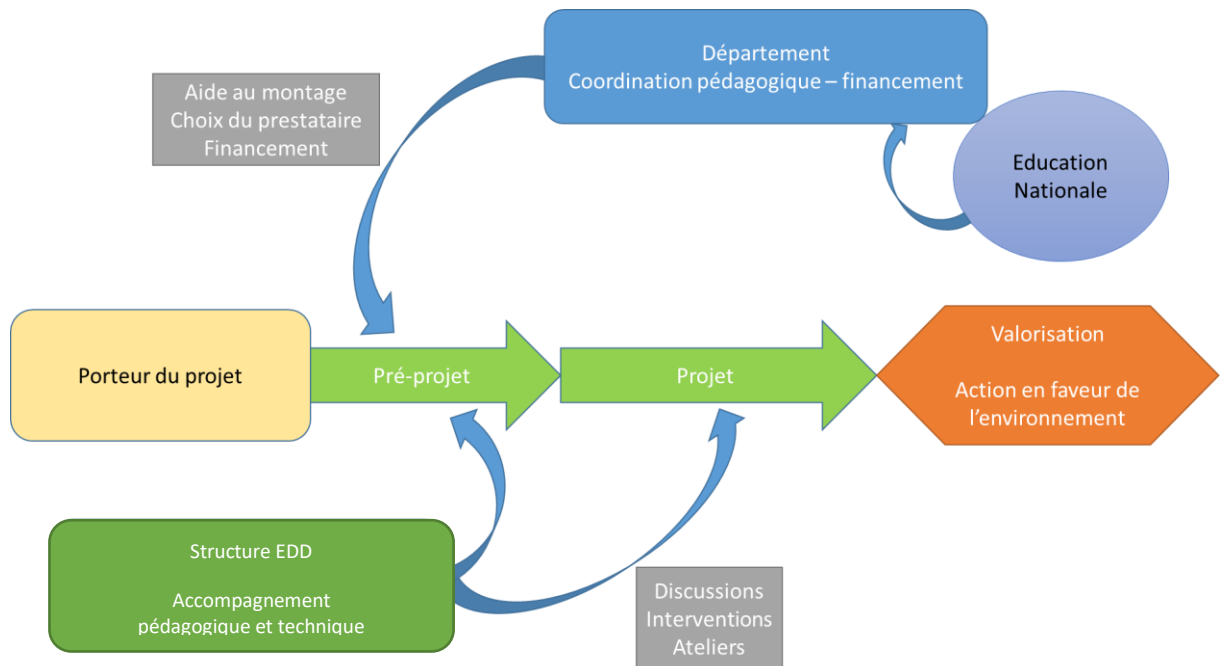 Département
Coordination pédagogique – financement
Aide au montage
Choix du prestataire
Financement
Education
Nationale
Porteur du projet
Pré-projet
Projet
Valorisation
Action en faveur de
l’environnement
Structure EDD
Accompagnement
pédagogique et technique
Discussions
Interventions
Ateliers